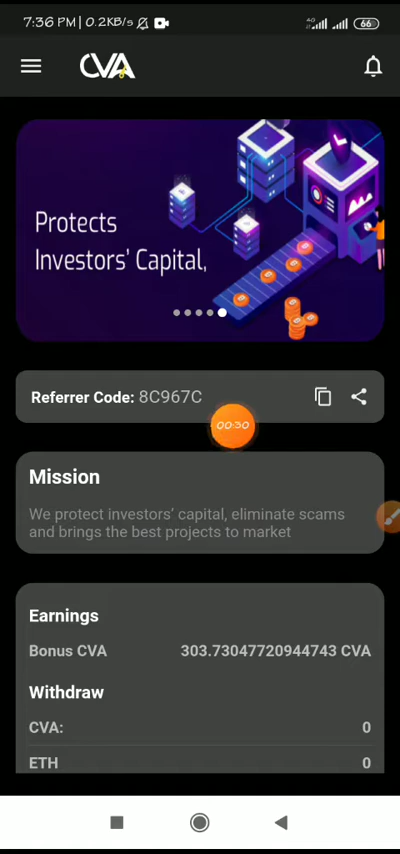 7:36 PM | 0.2KB/s
4G
66
CVA
Protects
Investors' Capital,
Referrer Code: 8C967C
00:30
Mission
We protect investors' capital, eliminate scams
and brings the best projects to market
Earnings
Bonus CVA 303.73047720944743 CVA
Withdraw
CVA: 0
ETH 0